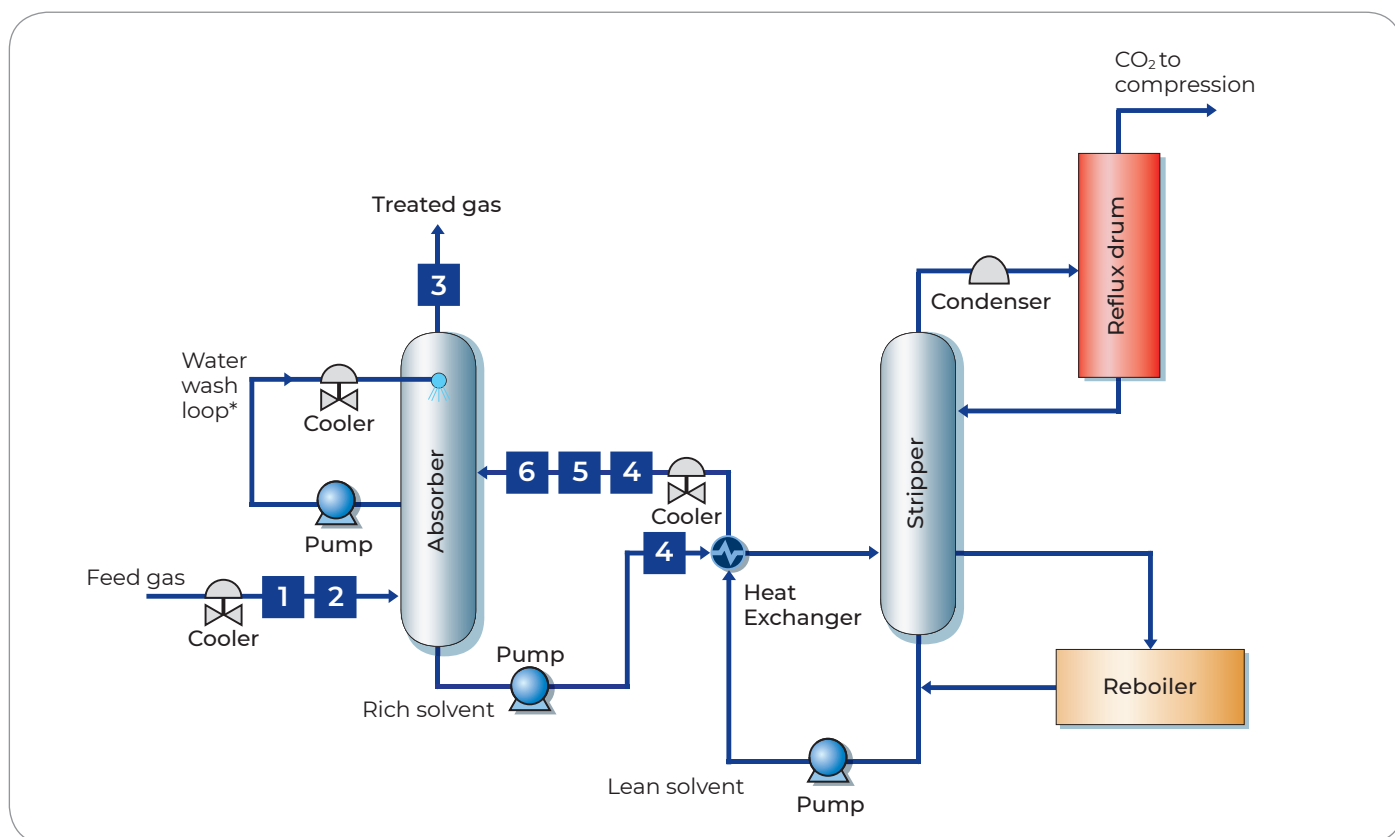 CO₂ to
compression
Reflux drum
Treated gas
3
Condenser
Water
wash
loop*
Cooler
Absorber
Stripper
6
5
4
Cooler
Pump
4
Heat
Exchanger
Feed gas
1
2
Cooler
Pump
Rich solvent
Reboiler
Lean solvent
Pump